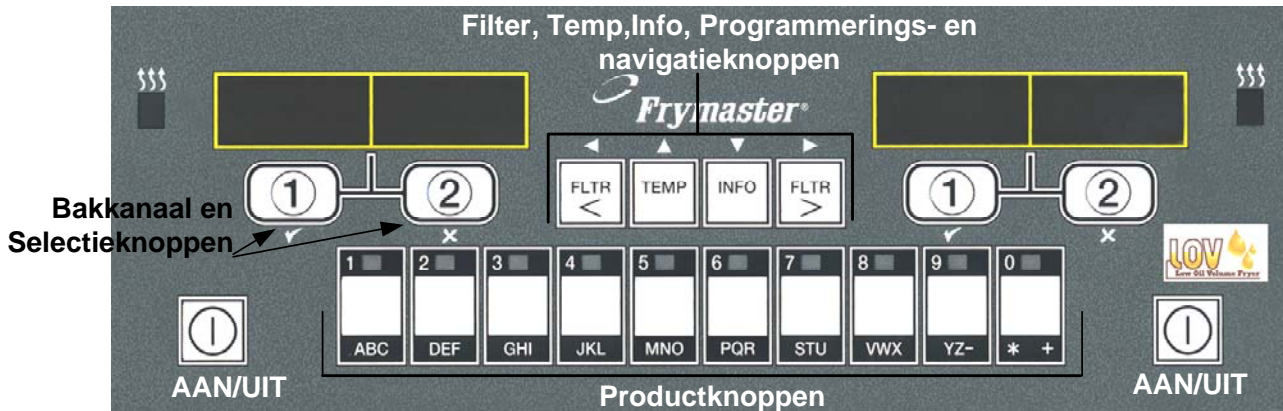 Filter, Temp,Info, Programmerings- en
navigatieknoppen
Frymaster®
1 2
FLTR < TEMP INFO FLTR >
1 2
Bakkanaal en
Selectieknoppen
1 2 3 4 5 6 7 8 9 0
ABC DEF GHI JKL MNO PQR STU VWX YZ- * +
LOV
Low Oil Volume Fryer
AAN/UIT
Productknoppen
AAN/UIT